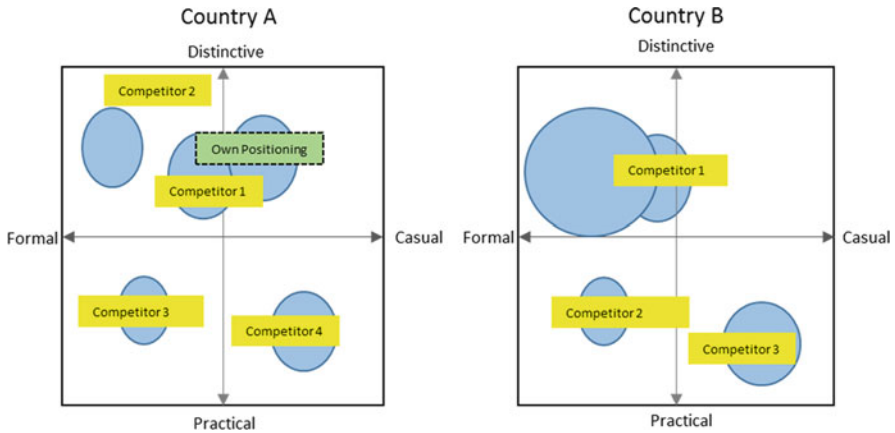 Country A
Distinctive
Competitor 2
Own Positioning
Competitor 1
Formal
Casual
Competitor 3
Competitor 4
Practical
Country B
Distinctive
Competitor 1
Formal
Casual
Competitor 2
Competitor 3
Practical